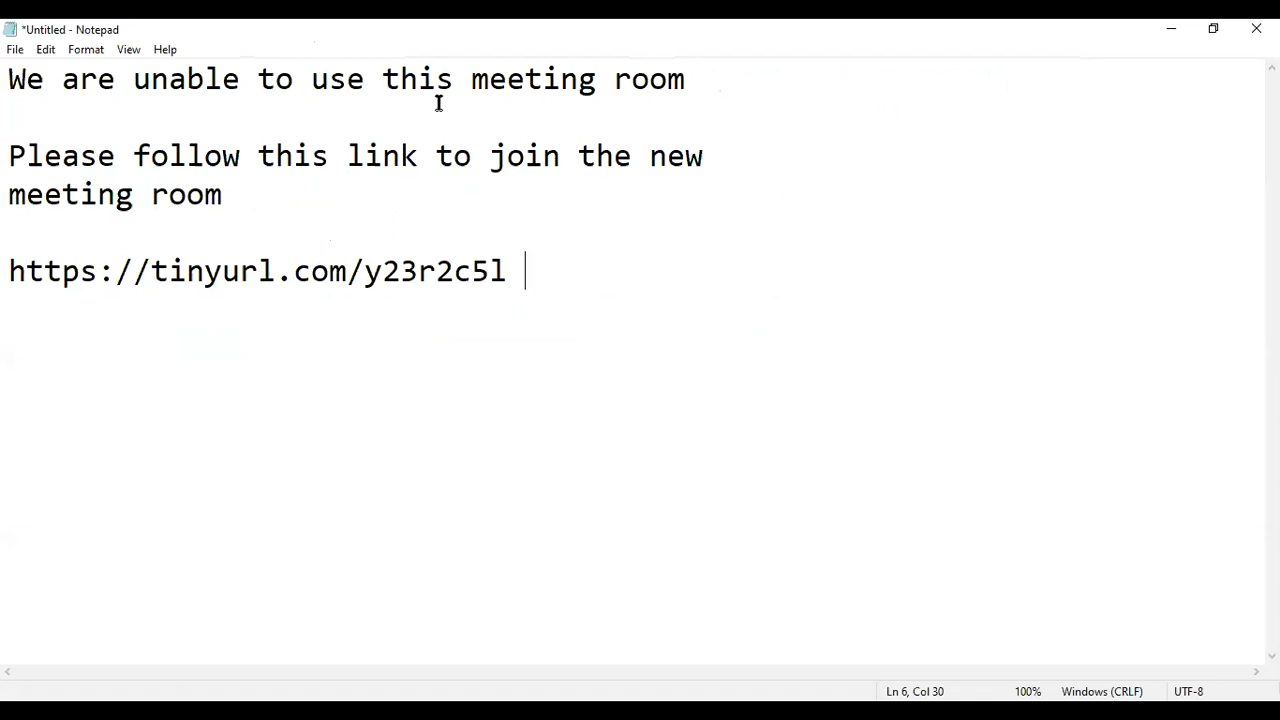 *Untitled - Notepad
File Edit Format View Help
We are unable to use this meeting room
Please follow this link to join the new
meeting room
https://tinyurl.com/y23r2c5l
Ln 6, Col 30 100% Windows (CRLF) UTF-8